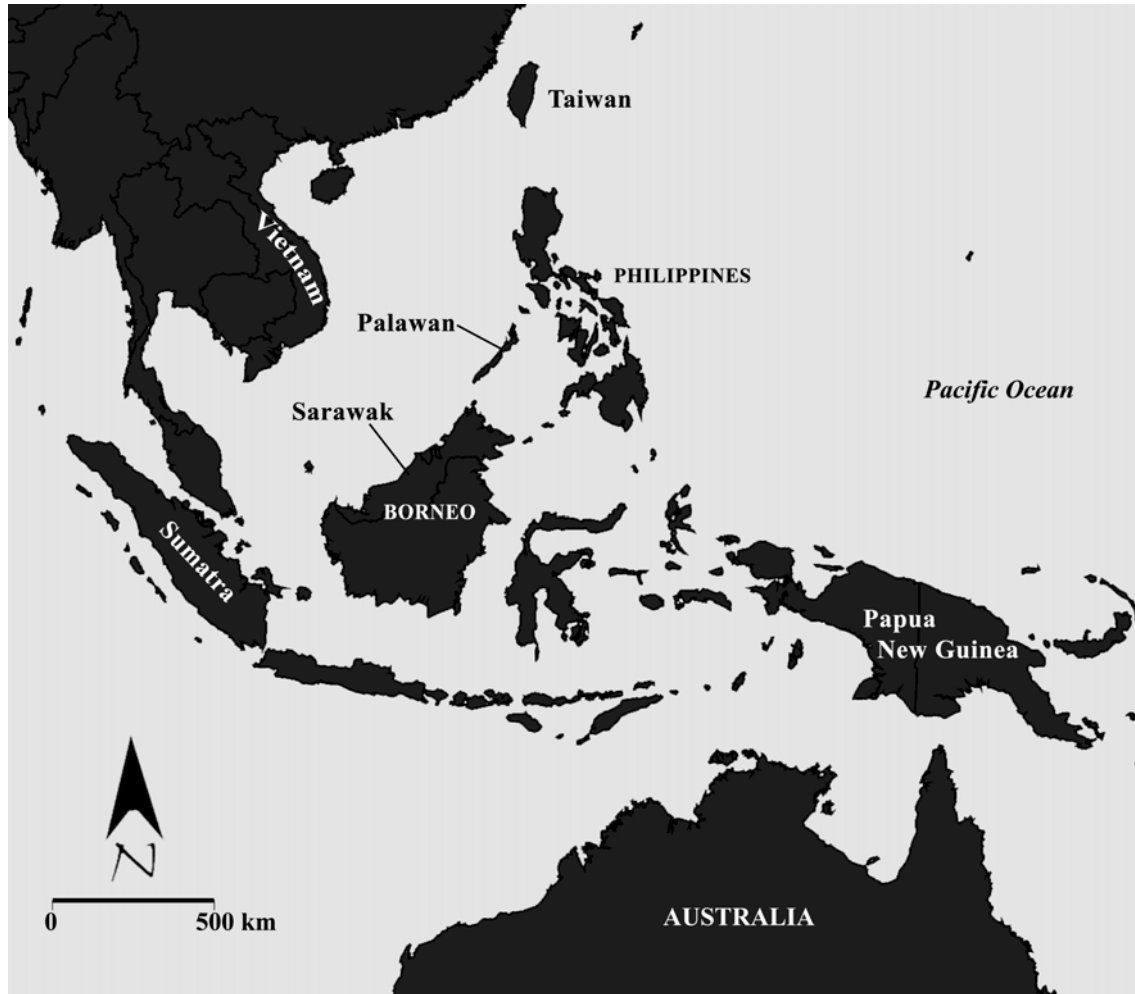 Taiwan
Vietnam
PHILIPPINES
Palawan
Pacific Ocean
Sarawak
BORNEO
Sumatra
Papua
New Guinea
N
0 500 km
AUSTRALIA